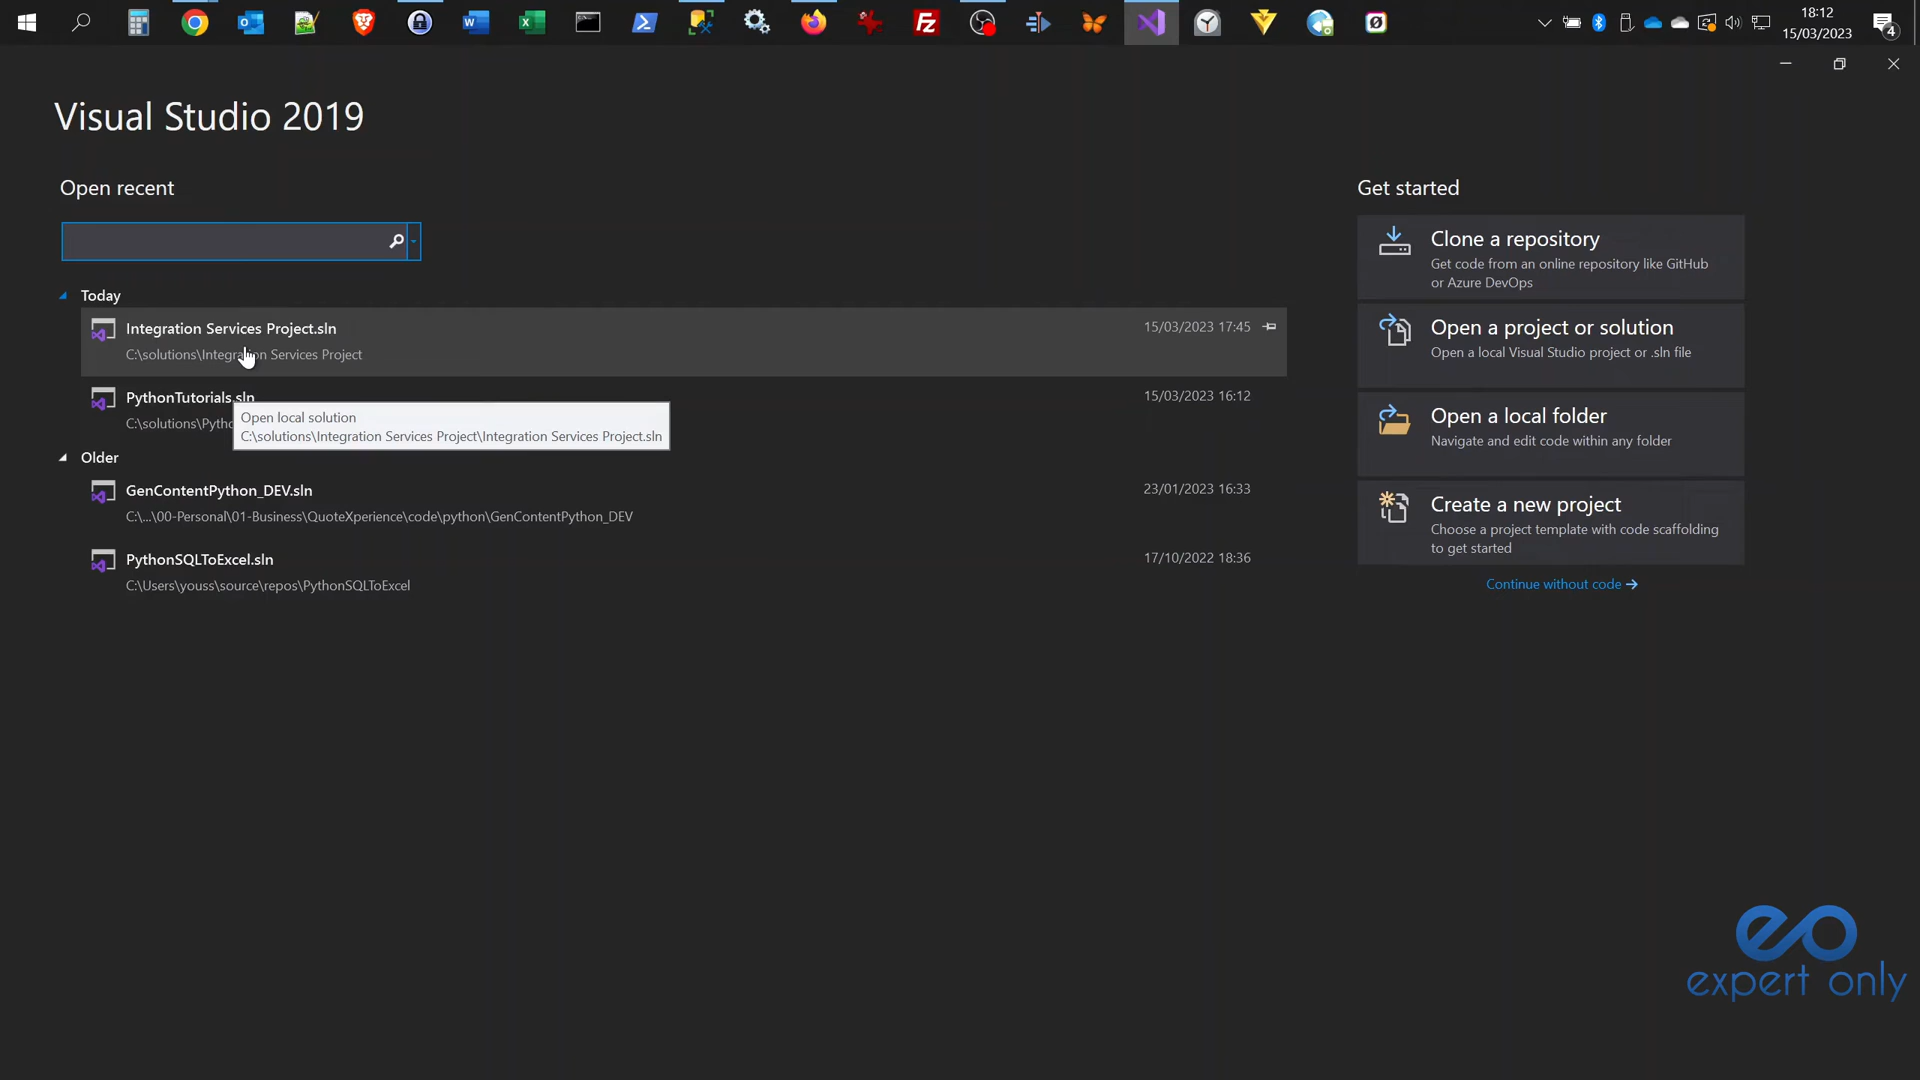 18:12
15/03/2023
4
Visual Studio 2019
Open recent
Today
Integration Services Project.sln
15/03/2023 17:45
C:\solutions\Integration Services Project
PythonTutorials.sln
15/03/2023 16:12
C:\solutions\Pytho
Open local solution
C:\solutions\Integration Services Project\Integration Services Project.sln
Older
GenContentPython_DEV.sln
23/01/2023 16:33
C:\...\00-Personal\01-Business\QuoteXperience\code\python\GenContentPython_DEV
PythonSQLToExcel.sln
17/10/2022 18:36
C:\Users\youss\source\repos\PythonSQLToExcel
Get started
Clone a repository
Get code from an online repository like GitHub
or Azure DevOps
Open a project or solution
Open a local Visual Studio project or .sln file
Open a local folder
Navigate and edit code within any folder
Create a new project
Choose a project template with code scaffolding
to get started
Continue without code →
eo
expert only